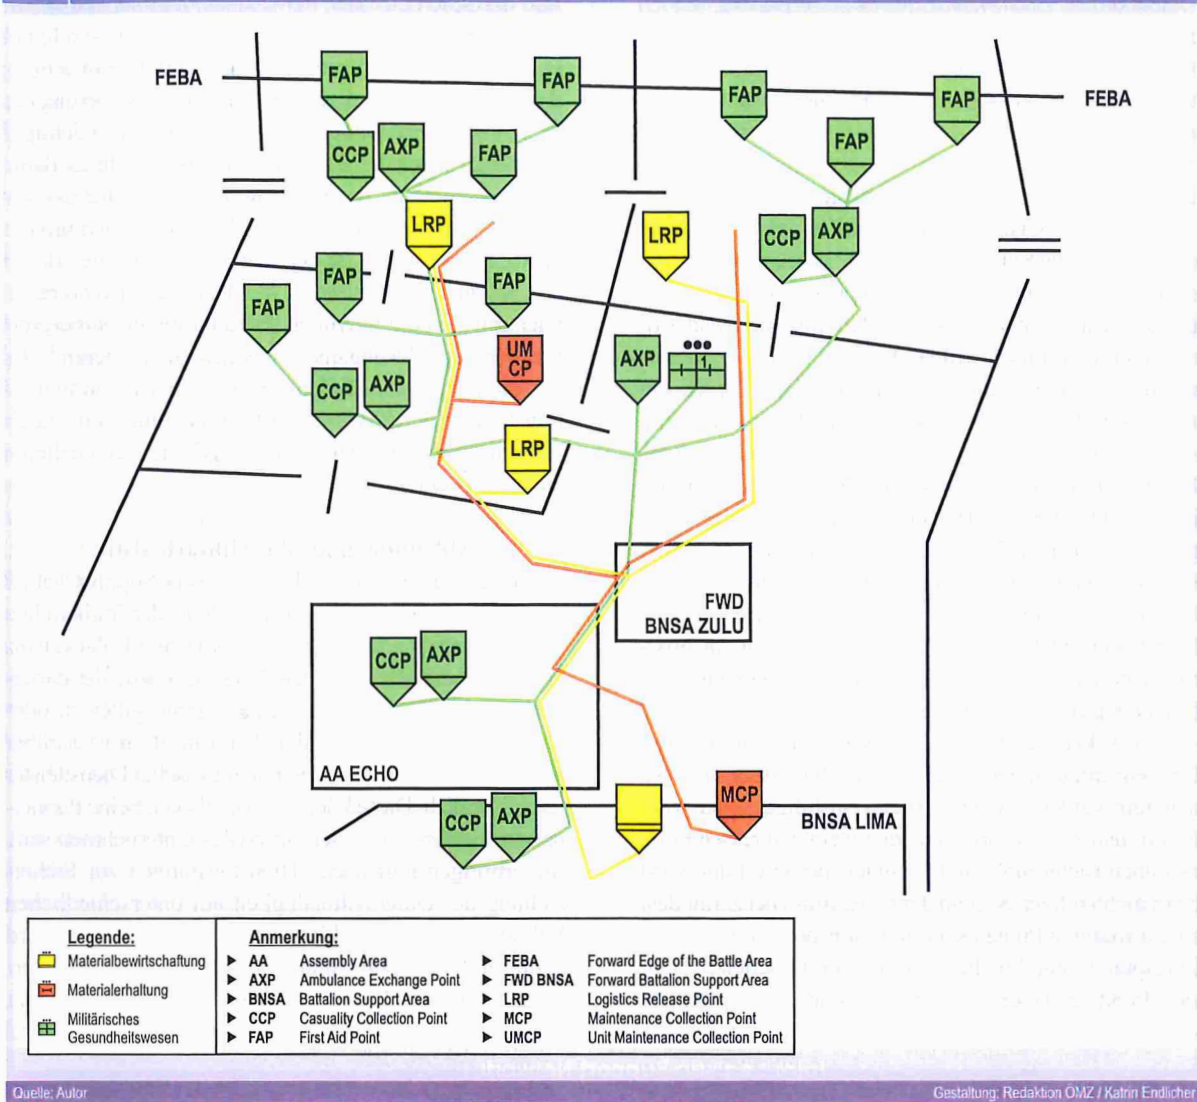 FEBA
FAP
FAP
FAP
FAP
FEBA
CCP
AXP
FAP
FAP
LRP
LRP
CCP
AXP
FAP
FAP
FAP
UM
CP
AXP
1
CCP
AXP
LRP
FWD
BNSA ZULU
CCP
AXP
AA ECHO
CCP
AXP
MCP
BNSA LIMA
Legende:
Materialbewirtschaftung
Materialerhaltung
Militärisches
Gesundheitswesen
Anmerkung:
AA Assembly Area
AXP Ambulance Exchange Point
BNSA Battalion Support Area
CCP Casuality Collection Point
FAP First Aid Point
FEBA Forward Edge of the Battle Area
FWD BNSA Forward Battalion Support Area
LRP Logistics Release Point
MCP Maintenance Collection Point
UMCP Unit Maintenance Collection Point
Quelle: Autor
Gestaltung: Redaktion ÖMZ / Katrin Endlicher